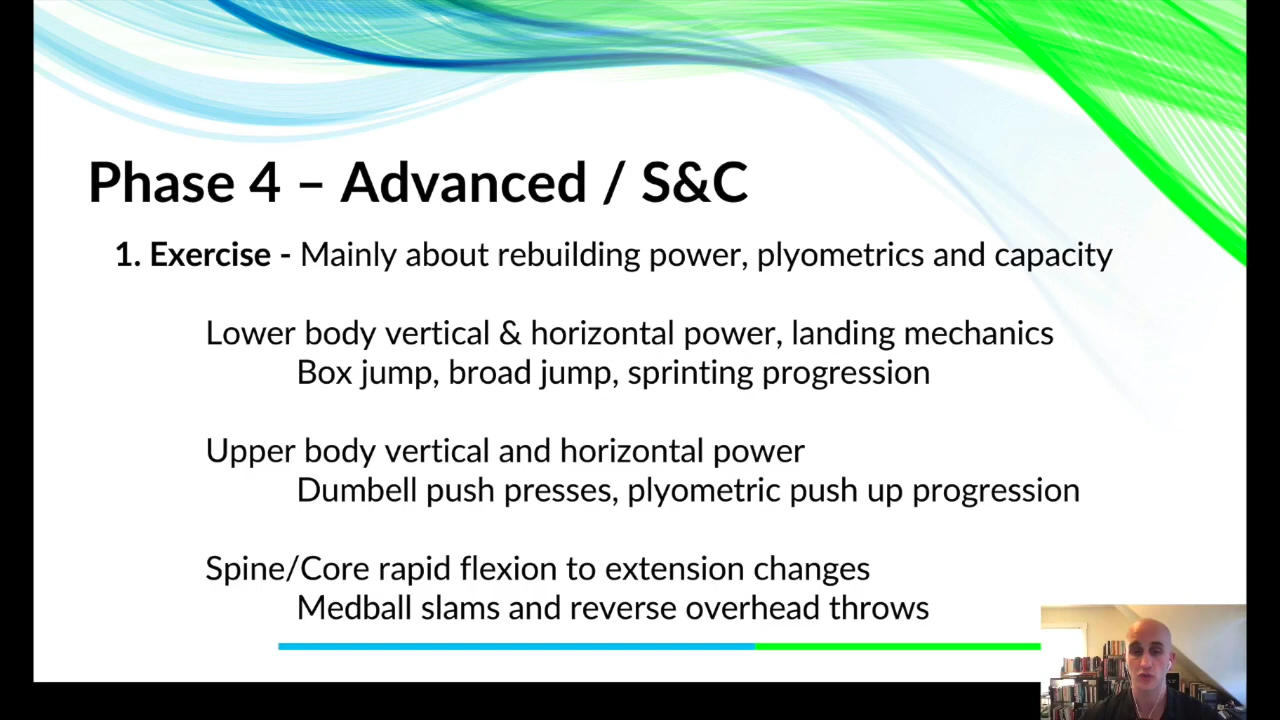 Phase 4 – Advanced / S&C
1. Exercise - Mainly about rebuilding power, plyometrics and capacity
Lower body vertical & horizontal power, landing mechanics
Box jump, broad jump, sprinting progression
Upper body vertical and horizontal power
Dumbell push presses, plyometric push up progression
Spine/Core rapid flexion to extension changes
Medball slams and reverse overhead throws